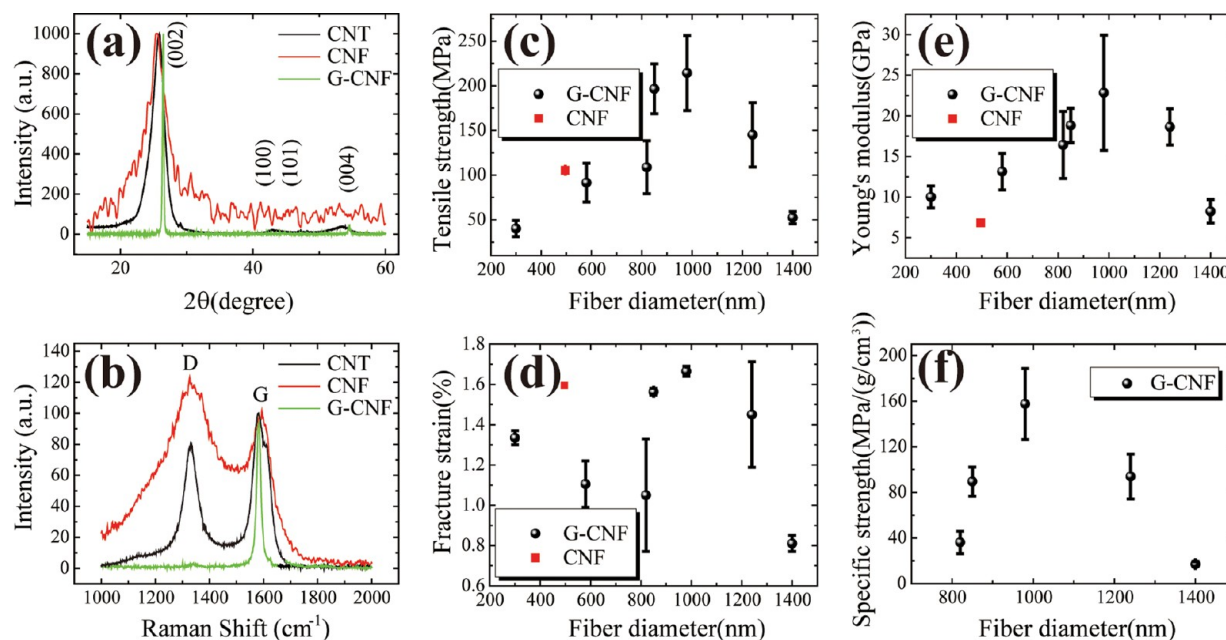 (a)
(002)
CNT
CNF
G-CNF
(100)
(101)
(004)
Intensity (a.u.)
1000
800
600
400
200
0
20
40
60
2θ(degree)
(b)
D
G
CNT
CNF
G-CNF
Intensity (a.u.)
140
120
100
80
60
40
20
0
1000 1200 1400 1600 1800 2000
Raman Shift (cm⁻¹)
(c)
G-CNF
CNF
Tensile strength(MPa)
250
200
150
100
50
200 400 600 800 1000 1200 1400
Fiber diameter(nm)
(d)
G-CNF
CNF
Fracture strain(%)
1.8
1.6
1.4
1.2
1.0
0.8
0.6
200 400 600 800 1000 1200 1400
Fiber diameter(nm)
(e)
G-CNF
CNF
Young's modulus(GPa)
30
25
20
15
10
5
200 400 600 800 1000 1200 1400
Fiber diameter(nm)
(f)
G-CNF
Specific strength(MPa/(g/cm³))
200
160
120
80
40
0
800 1000 1200 1400
Fiber diameter(nm)